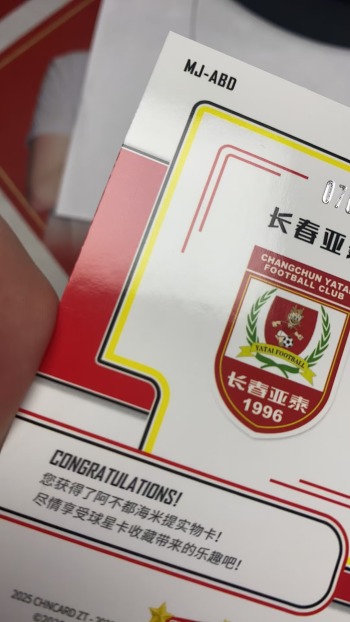 MJ-ABD
长春亚泰
CHANGCHUN YATAI
FOOTBALL CLUB
YATAI FOOTBALL
长春亚泰
1996
CONGRATULATIONS!
您获得了阿不都海米提实物卡!
尽情享受球星卡收藏带来的乐趣吧!
2025 CHNCARD ZT -